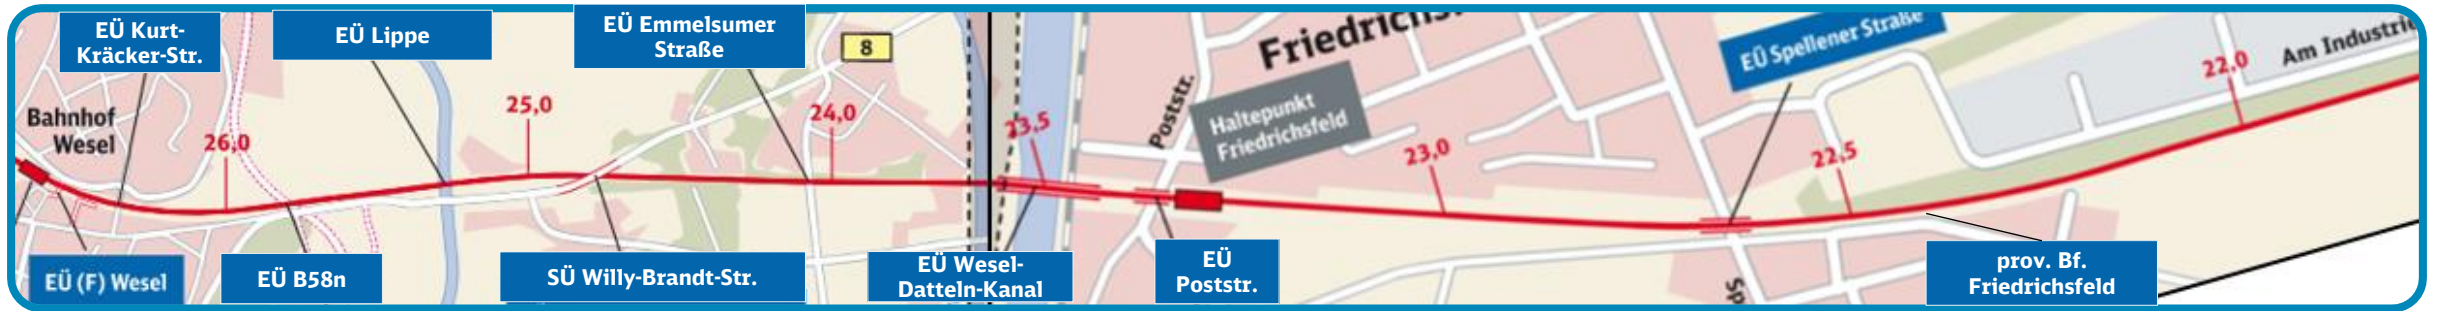 EÜ Kurt-
Kräcker-Str.
EÜ Lippe
EÜ Emmelsumer
Straße
8
Friedrichsf
EÜ Spellener Straße
Am Industrie
22,0
Bahnhof
Wesel
26,0
25,0
24,0
23,5
Poststr.
Haltepunkt
Friedrichsfeld
23,0
22,5
EÜ (F) Wesel
EÜ B58n
SÜ Willy-Brandt-Str.
EÜ Wesel-
Datteln-Kanal
EÜ
Poststr.
Sp
prov. Bf.
Friedrichsfeld